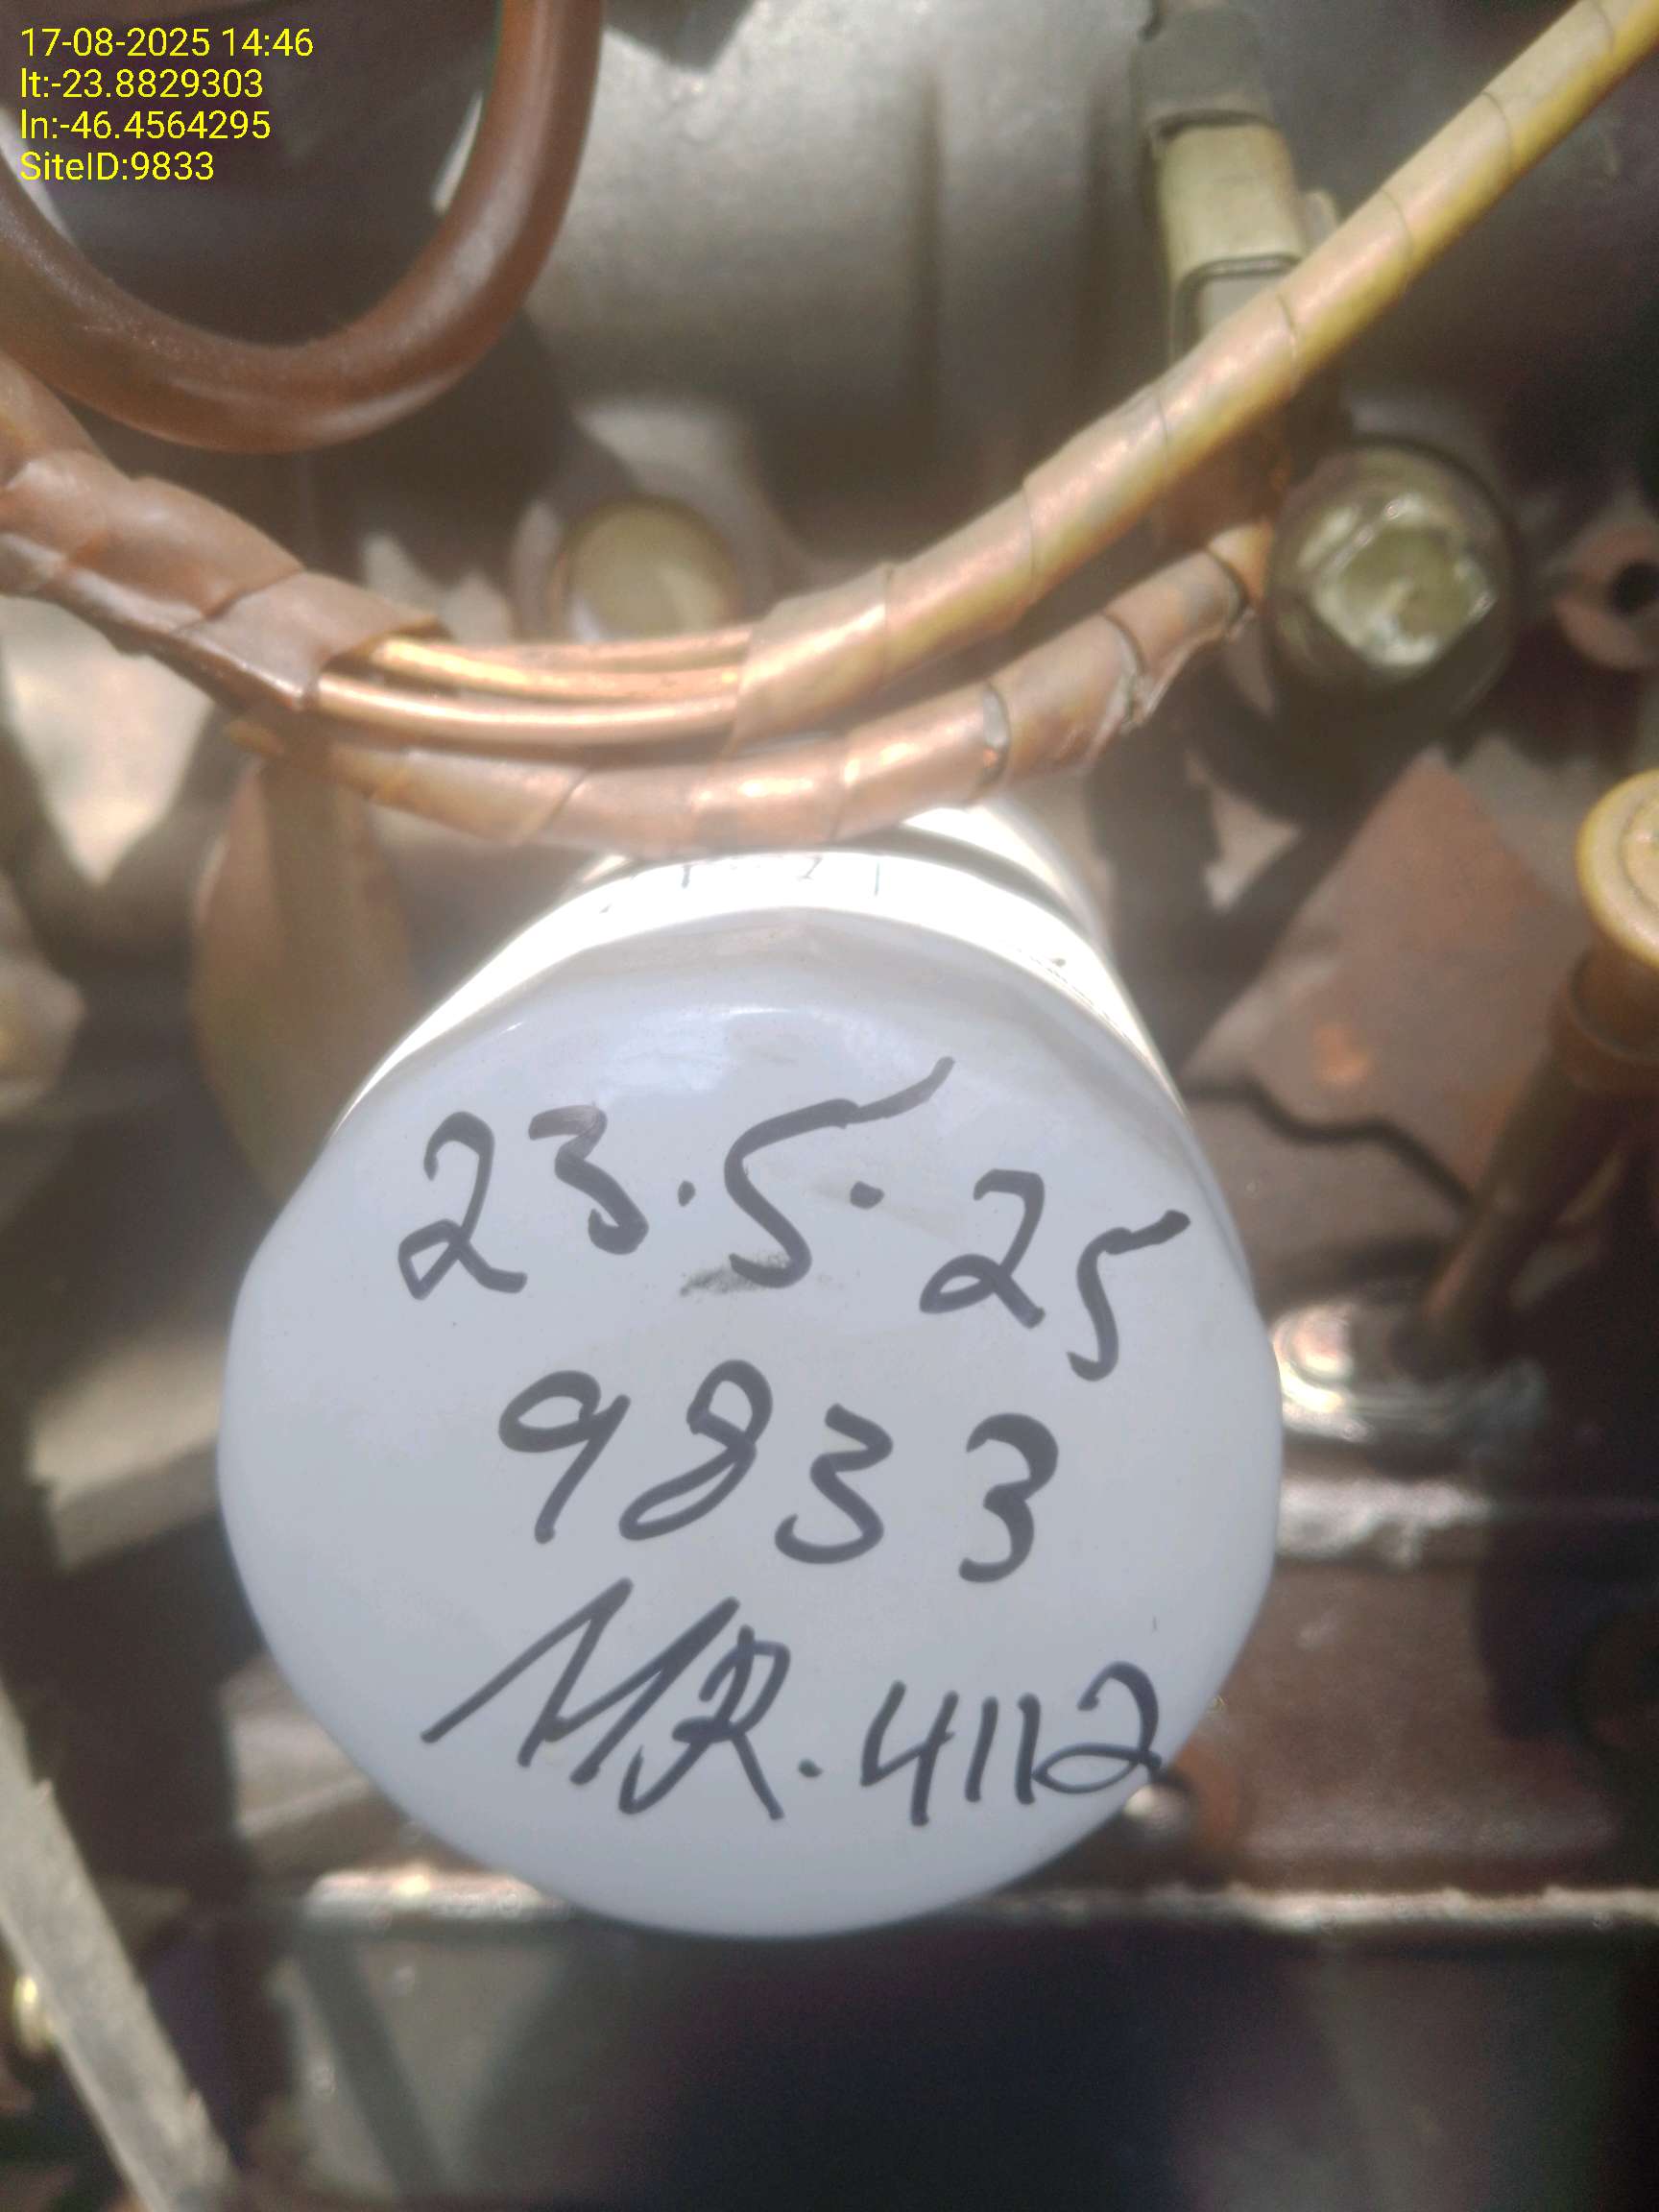 17-08-2025 14:46
lt:-23.8829303
ln:-46.4564295
SiteID:9833
23.5.25
9833
MR.4112